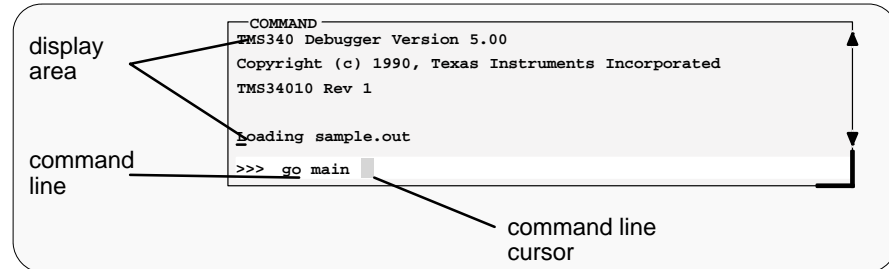 COMMAND
TMS340 Debugger Version 5.00
display
area
Copyright (c) 1990, Texas Instruments Incorporated
TMS34010 Rev 1
Loading sample.out
command
line
>>> go main
command line
cursor